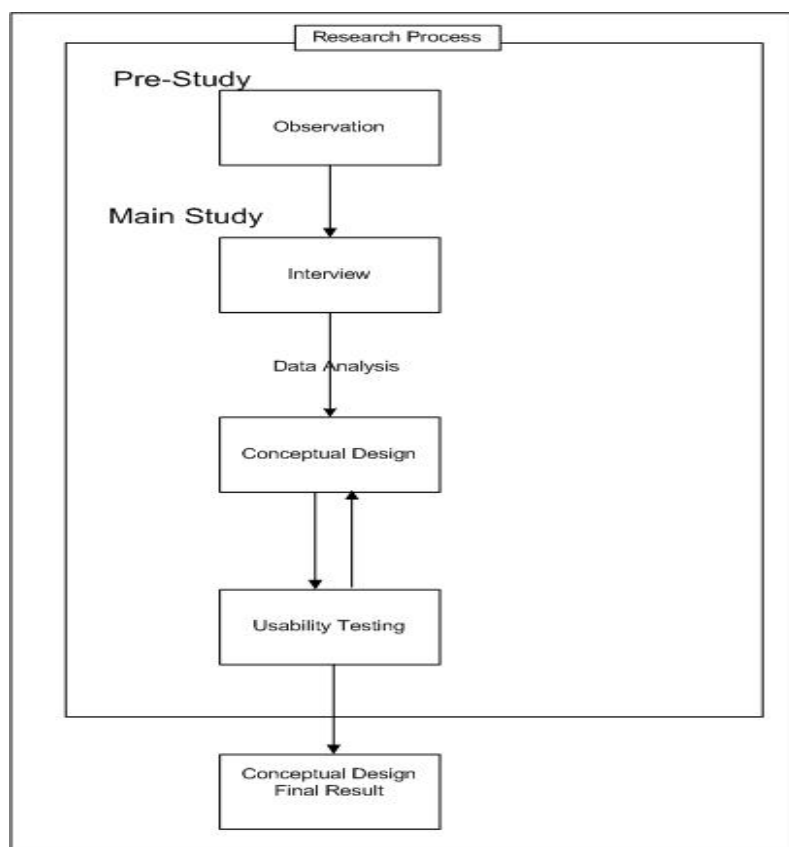 Research Process
Pre-Study
Observation
Main Study
Interview
Data Analysis
Conceptual Design
Usability Testing
Conceptual Design
Final Result